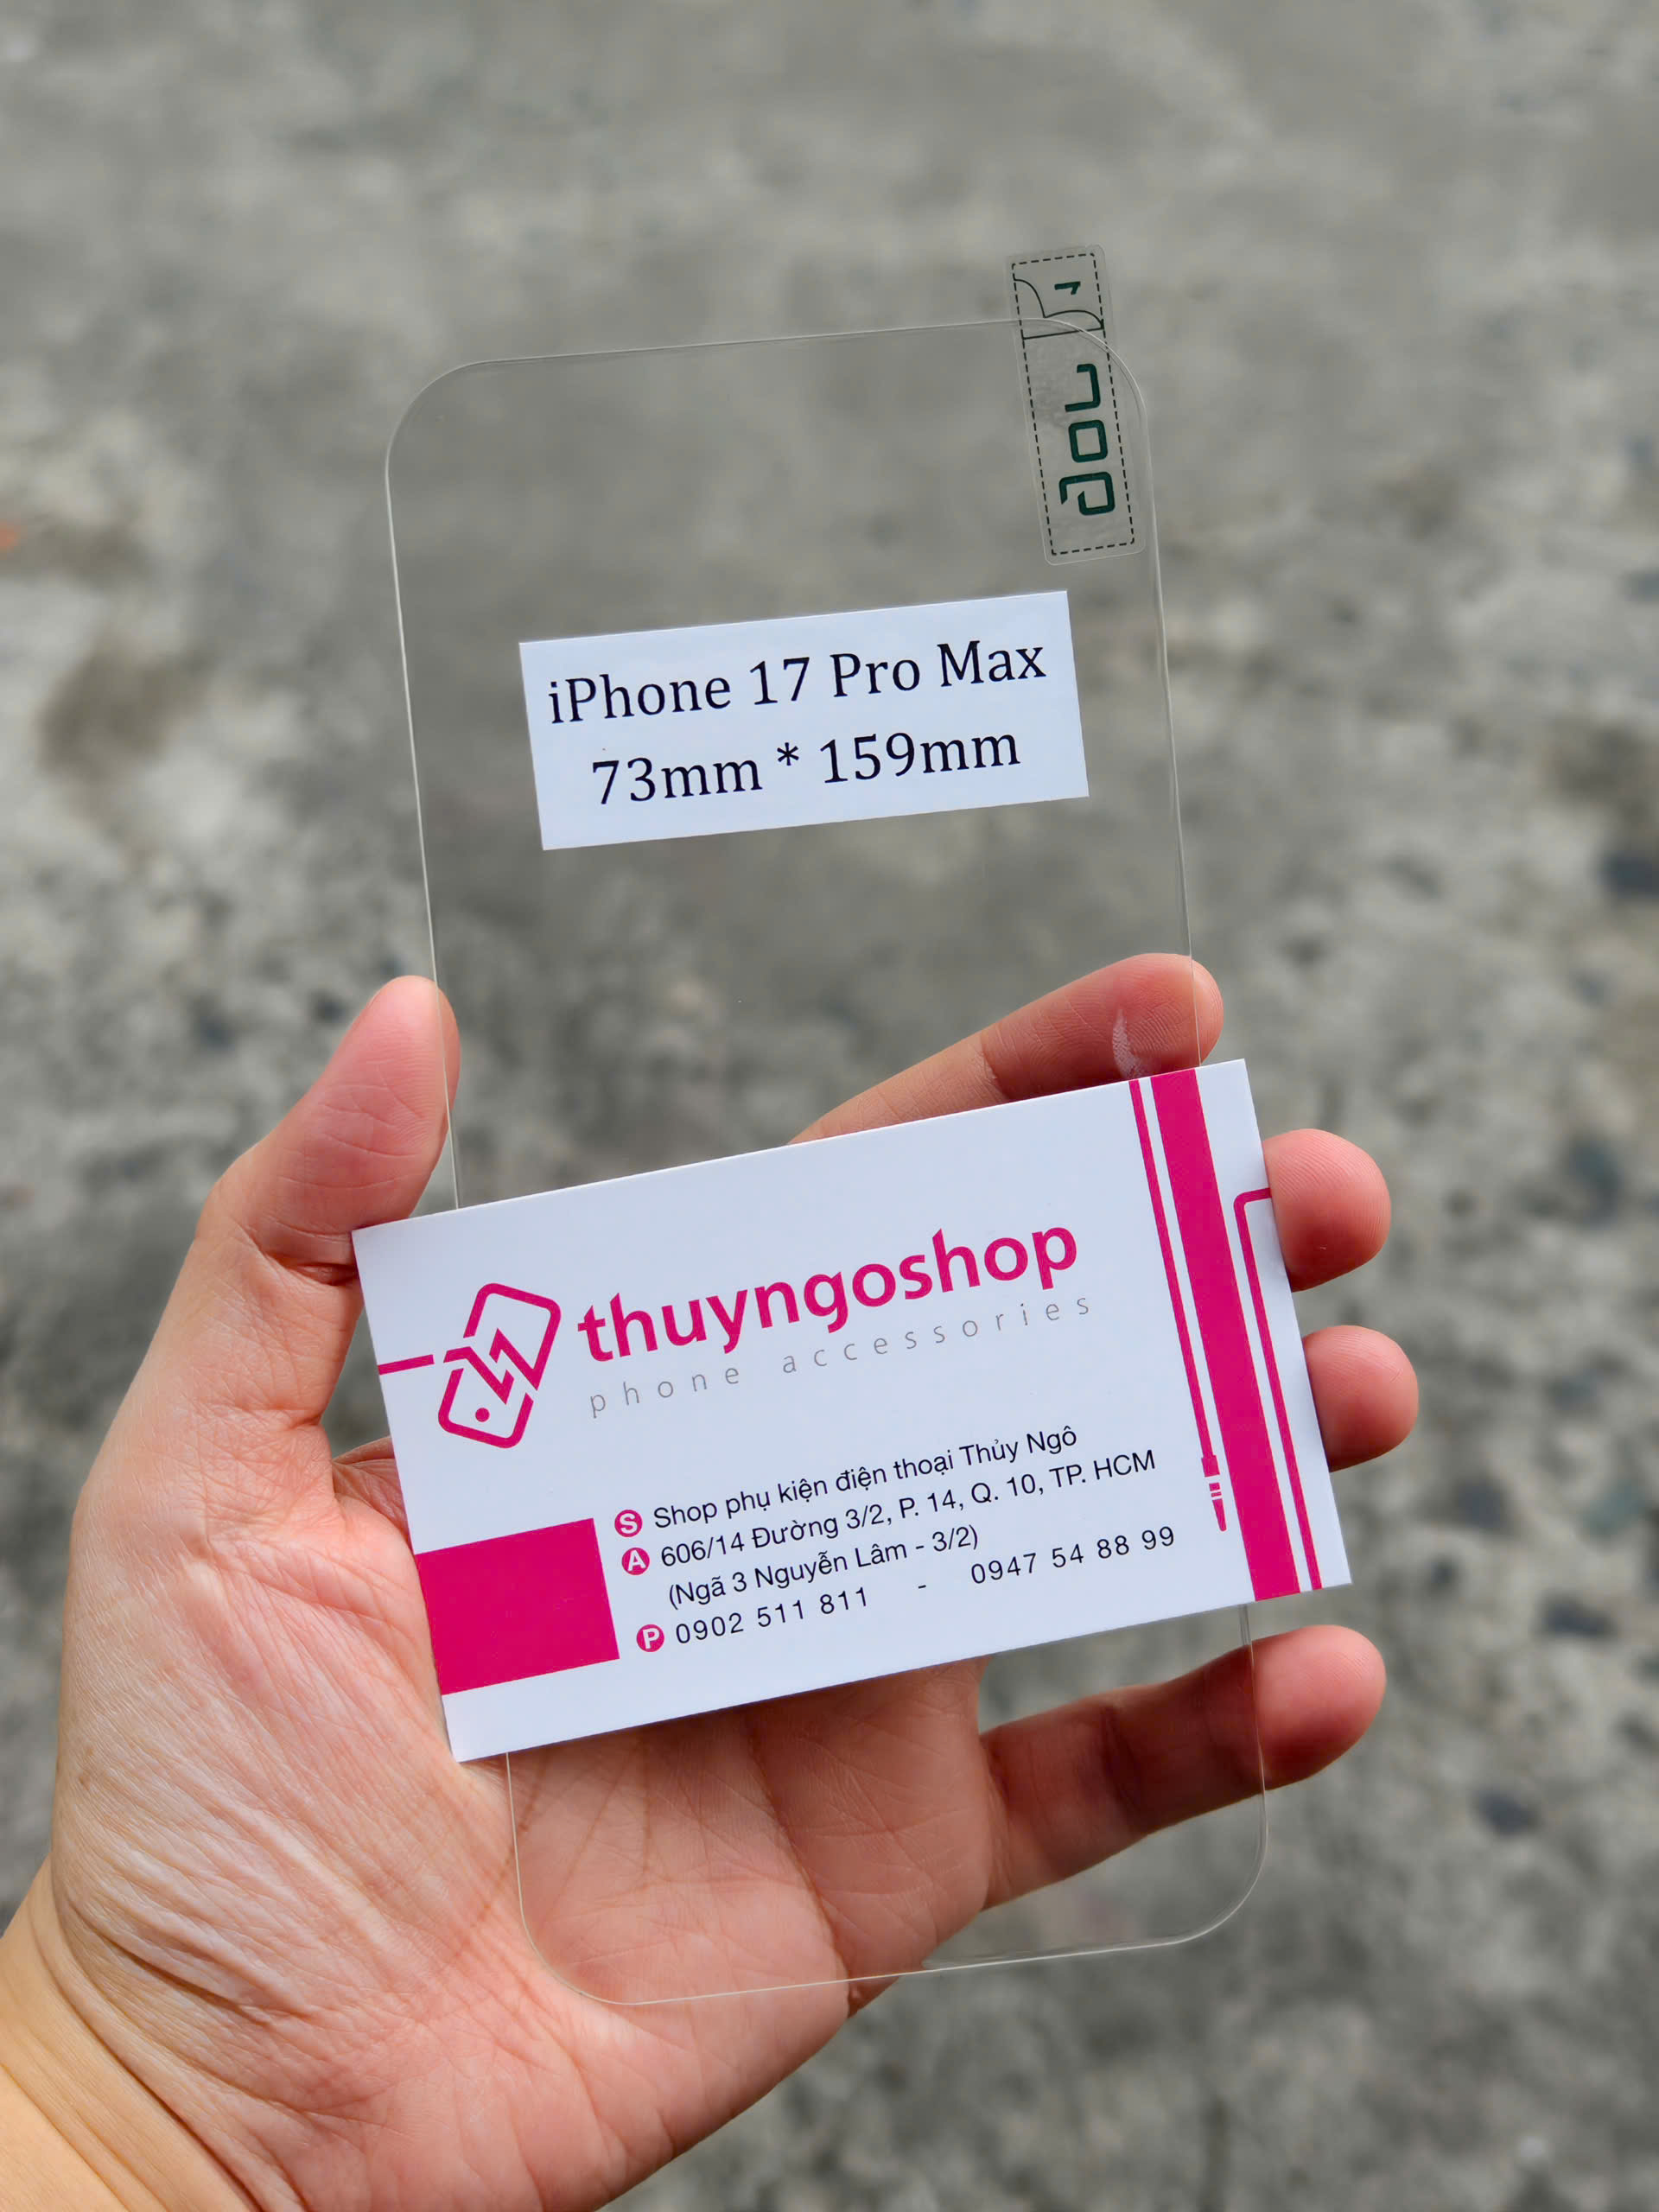 iPhone 17 Pro Max
73mm * 159mm
thuyngoshop
phone accessories
S Shop phụ kiện điện thoại Thủy Ngô
A 606/14 Đường 3/2, P. 14, Q. 10, TP. HCM
(Ngã 3 Nguyễn Lâm - 3/2)
P 0902 511 811 - 0947 54 88 99